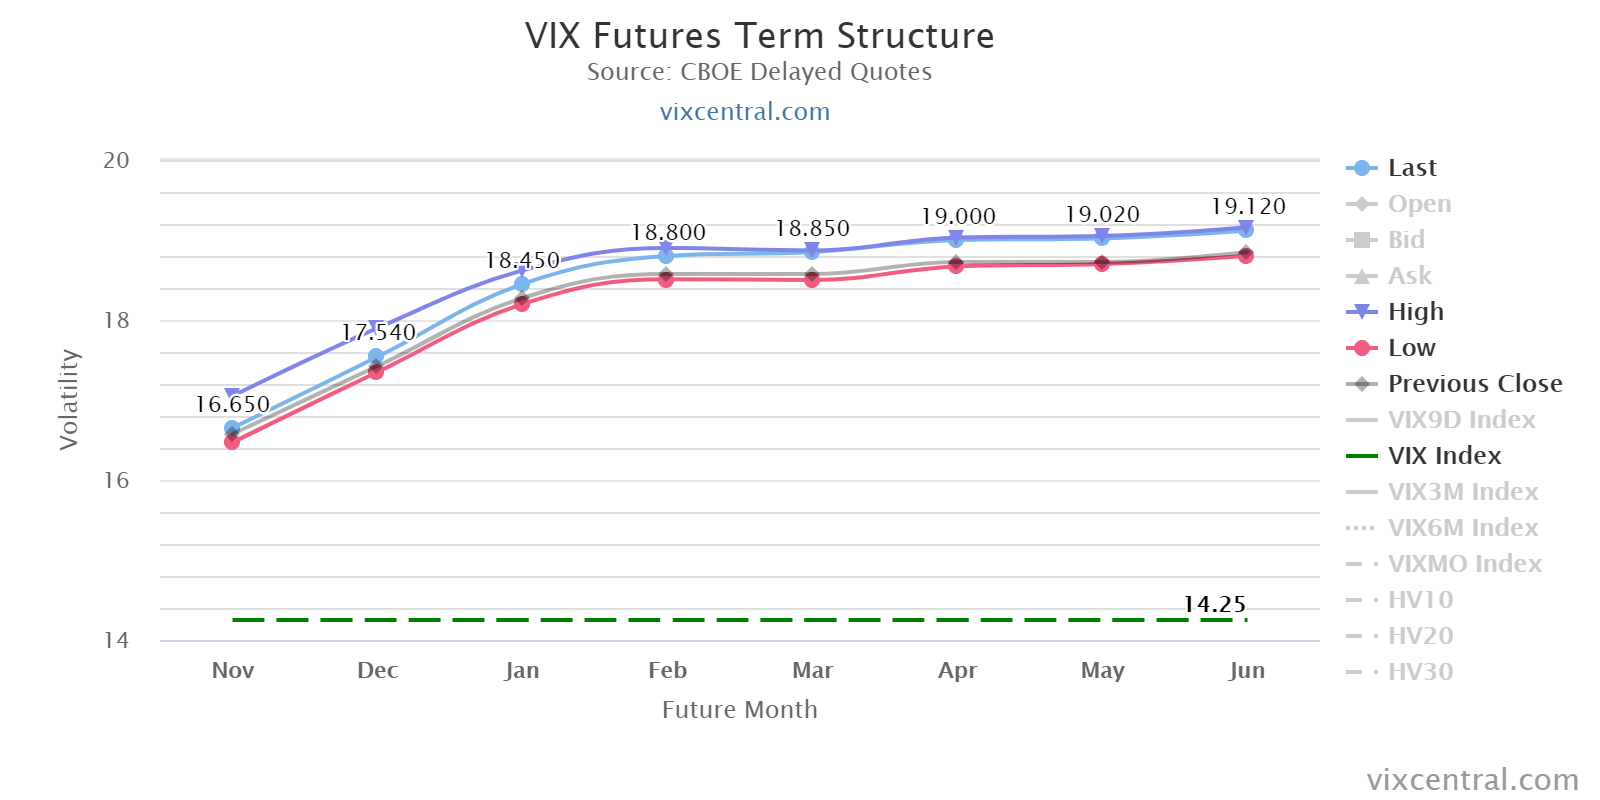 VIX Futures Term Structure
Source: CBOE Delayed Quotes
vixcentral.com
20
18
16
14
Volatility
16.650
17.540
18.450
18.800
18.850
19.000
19.020
19.120
14.25
Nov Dec Jan Feb Mar Apr May Jun
Future Month
Last
Open
Bid
Ask
High
Low
Previous Close
VIX9D Index
VIX Index
VIX3M Index
VIX6M Index
VIXMO Index
HV10
HV20
HV30
vixcentral.com